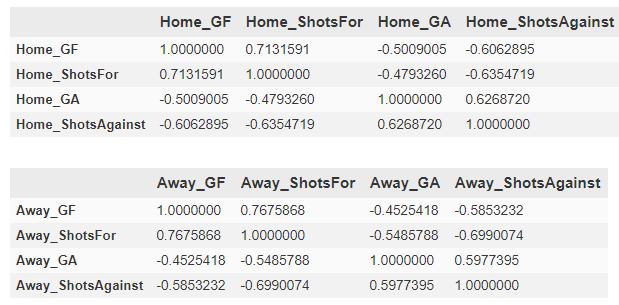 Home_GF Home_ShotsFor Home_GA Home_ShotsAgainst
Home_GF 1.0000000 0.7131591 -0.5009005 -0.6062895
Home_ShotsFor 0.7131591 1.0000000 -0.4793260 -0.6354719
Home_GA -0.5009005 -0.4793260 1.0000000 0.6268720
Home_ShotsAgainst -0.6062895 -0.6354719 0.6268720 1.0000000
Away_GF Away_ShotsFor Away_GA Away_ShotsAgainst
Away_GF 1.0000000 0.7675868 -0.4525418 -0.5853232
Away_ShotsFor 0.7675868 1.0000000 -0.5485788 -0.6990074
Away_GA -0.4525418 -0.5485788 1.0000000 0.5977395
Away_ShotsAgainst -0.5853232 -0.6990074 0.5977395 1.0000000